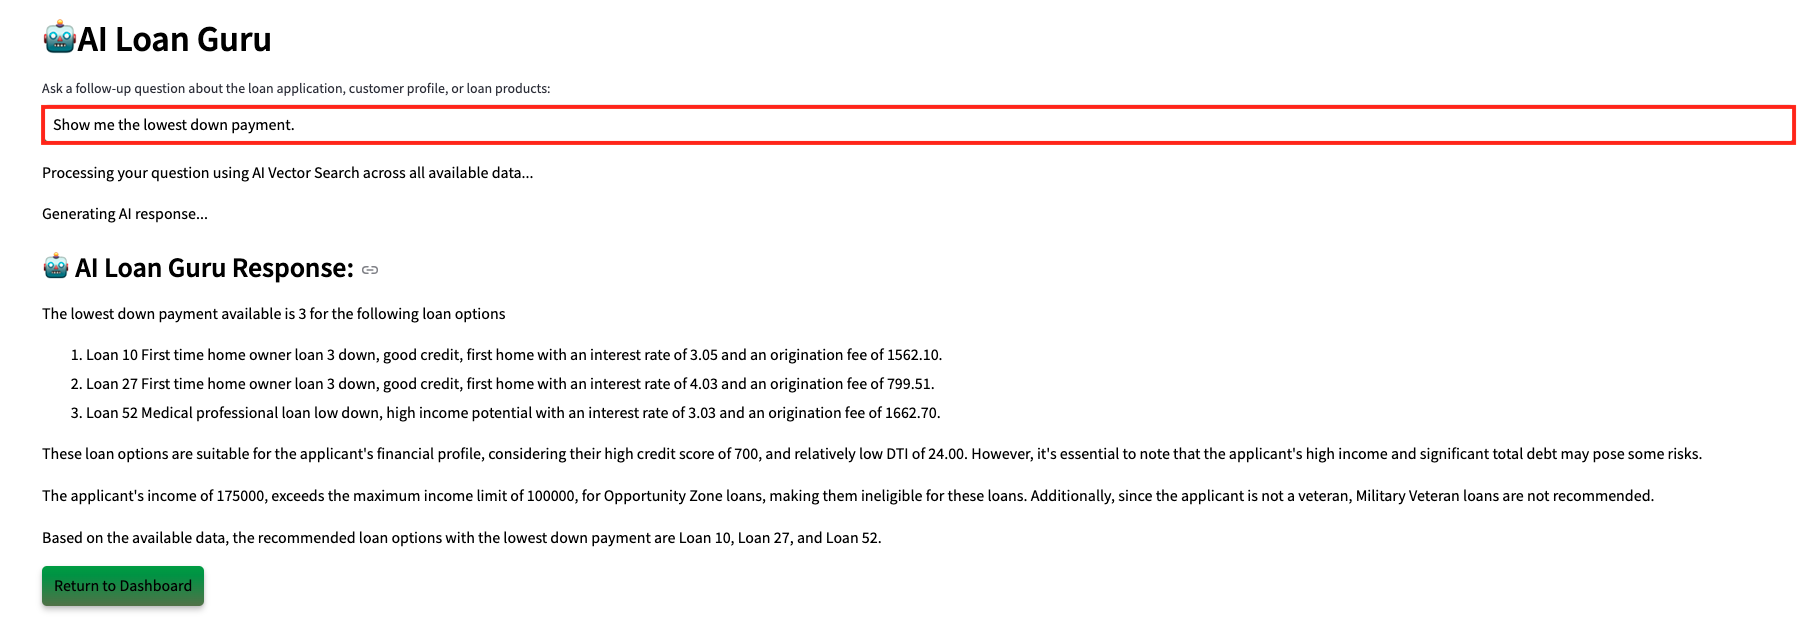 AI Loan Guru
Ask a follow-up question about the loan application, customer profile, or loan products:
Show me the lowest down payment.
Processing your question using AI Vector Search across all available data...
Generating AI response...
AI Loan Guru Response:
The lowest down payment available is 3 for the following loan options
1. Loan 10 First time home owner loan 3 down, good credit, first home with an interest rate of 3.05 and an origination fee of 1562.10.
2. Loan 27 First time home owner loan 3 down, good credit, first home with an interest rate of 4.03 and an origination fee of 799.51.
3. Loan 52 Medical professional loan low down, high income potential with an interest rate of 3.03 and an origination fee of 1662.70.
These loan options are suitable for the applicant's financial profile, considering their high credit score of 700, and relatively low DTI of 24.00. However, it's essential to note that the applicant's high income and significant total debt may pose some risks.
The applicant's income of 175000, exceeds the maximum income limit of 100000, for Opportunity Zone loans, making them ineligible for these loans. Additionally, since the applicant is not a veteran, Military Veteran loans are not recommended.
Based on the available data, the recommended loan options with the lowest down payment are Loan 10, Loan 27, and Loan 52.
Return to Dashboard